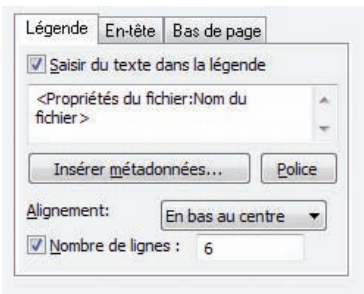 Légende En-tête Bas de page
Saisir du texte dans la légende
<Propriétés du fichier:Nom du
fichier>
Insérer métadonnées... Police
Alignement: En bas au centre
Nombre de lignes : 6